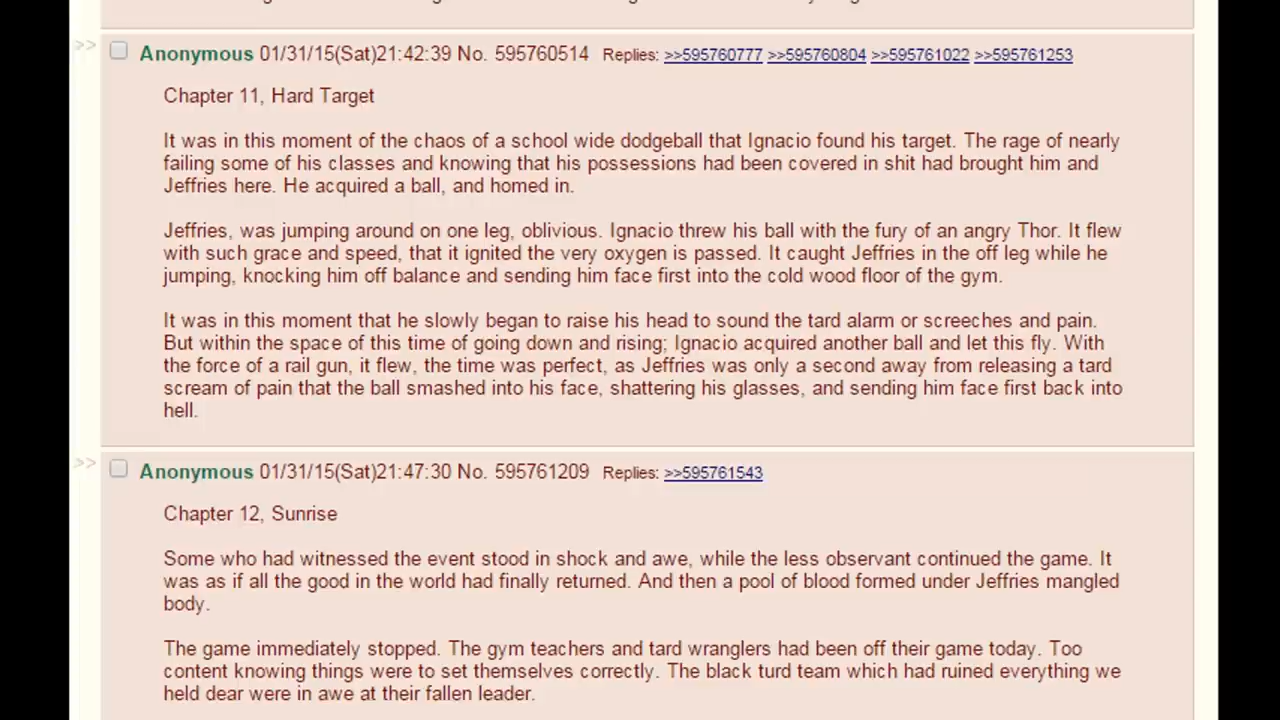 >> Anonymous 01/31/15(Sat)21:42:39 No. 595760514 Replies: >>595760777 >>595760804 >>595761022 >>595761253
Chapter 11, Hard Target
It was in this moment of the chaos of a school wide dodgeball that Ignacio found his target. The rage of nearly
failing some of his classes and knowing that his possessions had been covered in shit had brought him and
Jeffries here. He acquired a ball, and homed in.
Jeffries, was jumping around on one leg, oblivious. Ignacio threw his ball with the fury of an angry Thor. It flew
with such grace and speed, that it ignited the very oxygen is passed. It caught Jeffries in the off leg while he
jumping, knocking him off balance and sending him face first into the cold wood floor of the gym.
It was in this moment that he slowly began to raise his head to sound the tard alarm or screeches and pain.
But within the space of this time of going down and rising; Ignacio acquired another ball and let this fly. With
the force of a rail gun, it flew, the time was perfect, as Jeffries was only a second away from releasing a tard
scream of pain that the ball smashed into his face, shattering his glasses, and sending him face first back into
hell.
>> Anonymous 01/31/15(Sat)21:47:30 No. 595761209 Replies: >>595761543
Chapter 12, Sunrise
Some who had witnessed the event stood in shock and awe, while the less observant continued the game. It
was as if all the good in the world had finally returned. And then a pool of blood formed under Jeffries mangled
body.
The game immediately stopped. The gym teachers and tard wranglers had been off their game today. Too
content knowing things were to set themselves correctly. The black turd team which had ruined everything we
held dear were in awe at their fallen leader.